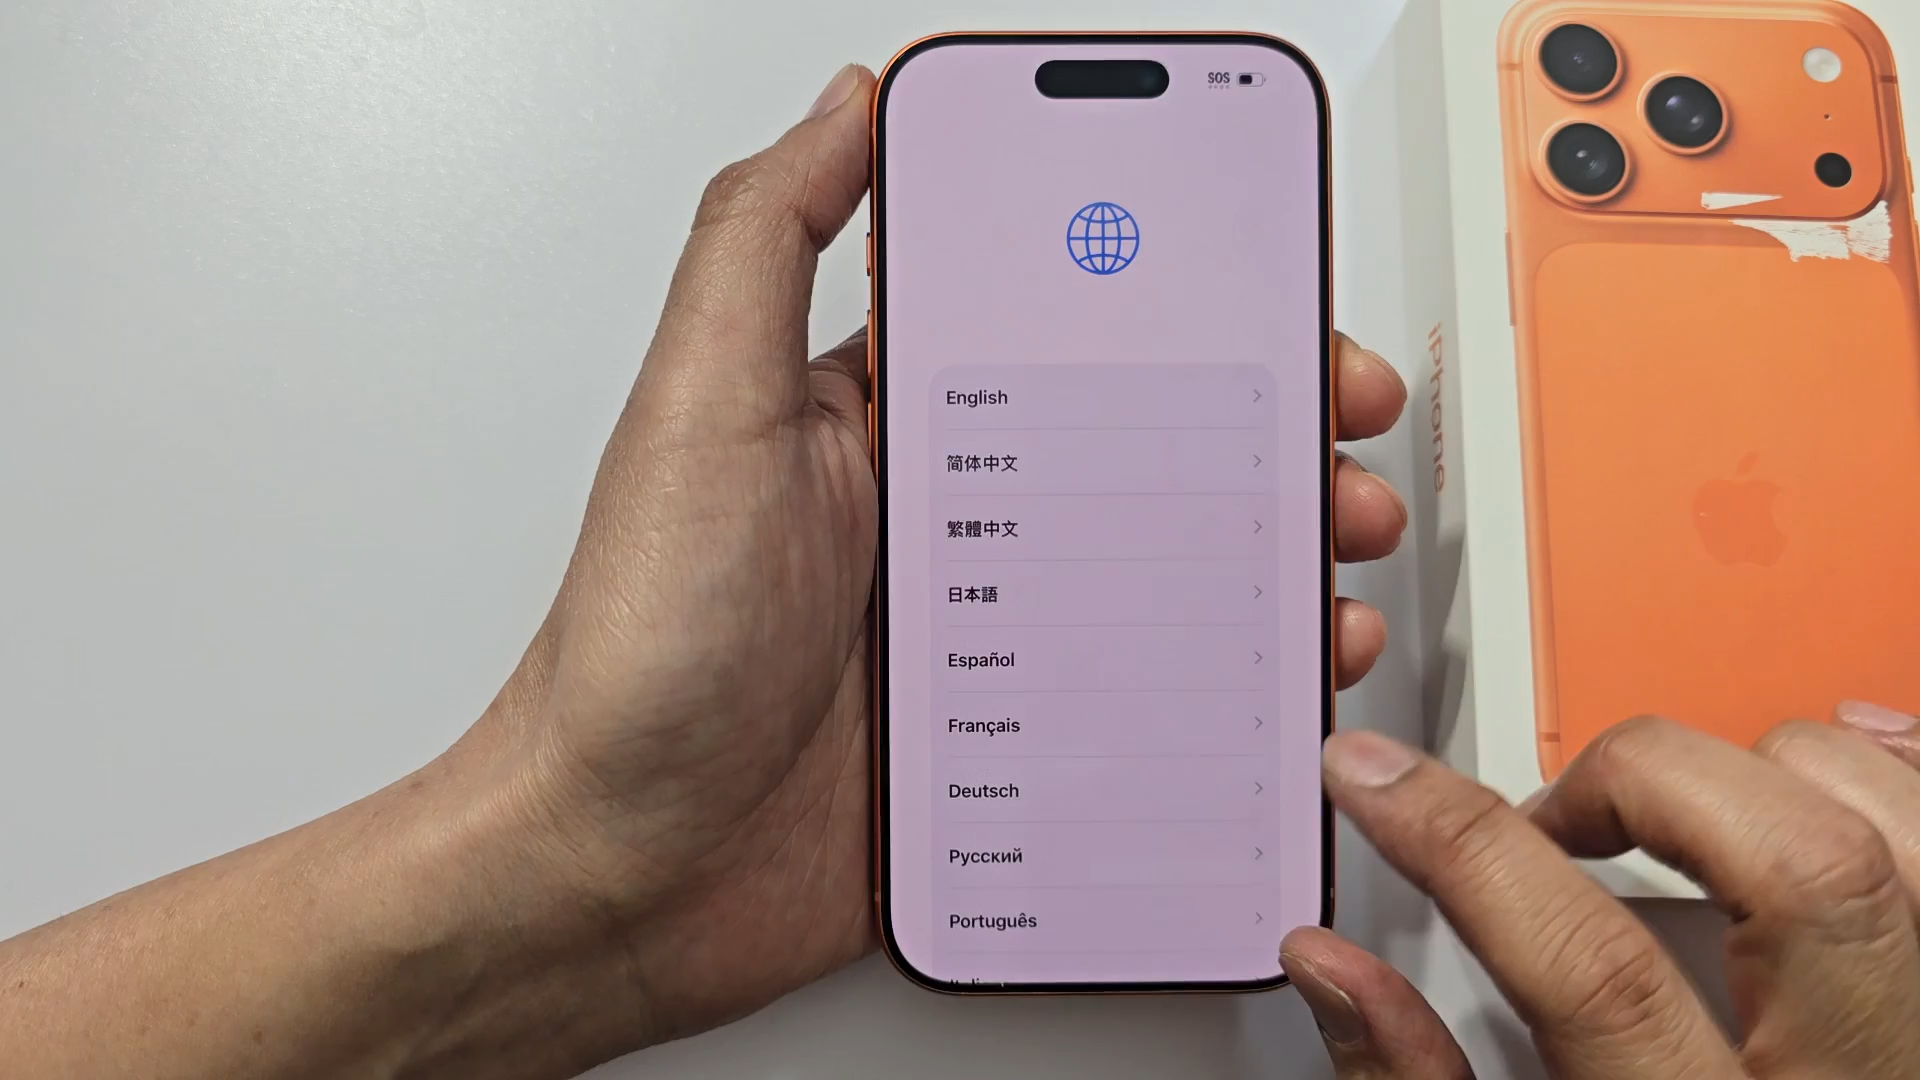 SOS
English
简体中文
繁體中文
日本語
Español
Français
Deutsch
Русский
Português
iPhone